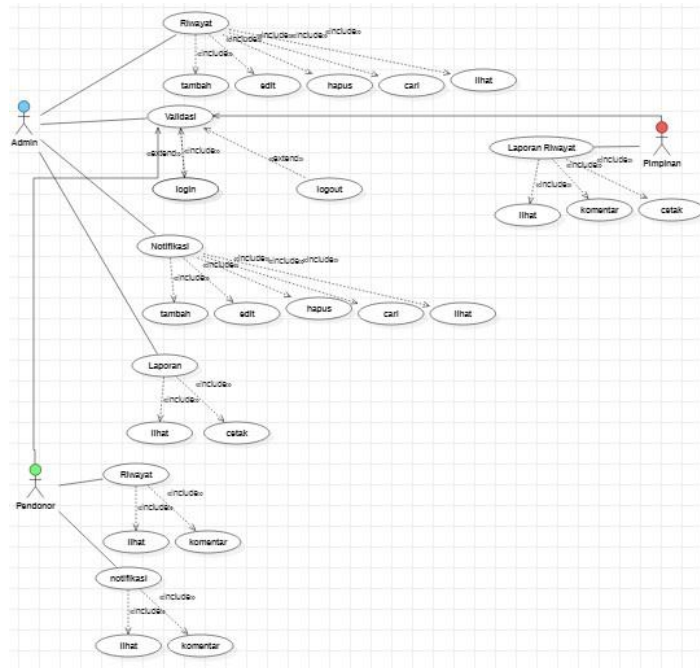 Riwayat
«include»
«include»
«include»
«include»
«include»
tambah
edit
hapus
cari
lihat
Admin
Validasi
Pimpinan
Laporan Riwayat
«extend»
«include»
«extend»
«include»
«include»
«include»
login
logout
lihat
komentar
cetak
Notifikasi
«include»
«include»
«include»
«include»
«include»
tambah
edit
hapus
cari
lihat
Laporan
«include»
«include»
lihat
cetak
Pendonor
Riwayat
«include»
«include»
lihat
komentar
notifikasi
«include»
«include»
lihat
komentar